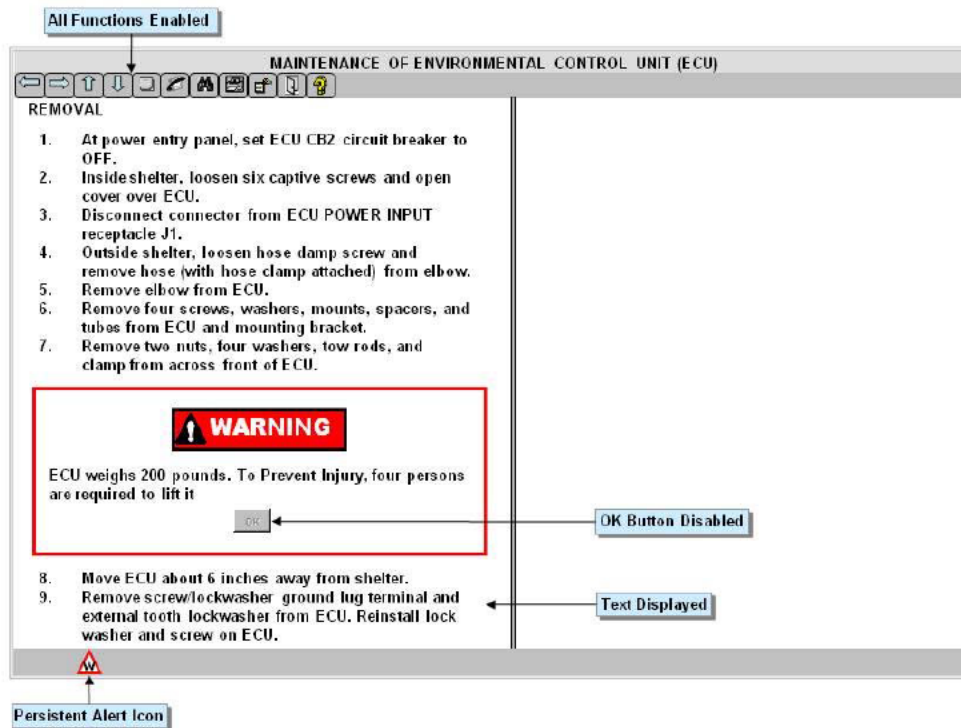 All Functions Enabled
MAINTENANCE OF ENVIRONMENTAL CONTROL UNIT (ECU)
REMOVAL
1. At power entry panel, set ECU CB2 circuit breaker to
OFF.
2. Inside shelter, loosen six captive screws and open
cover over ECU.
3. Disconnect connector from ECU POWER INPUT
receptacle J1.
4. Outside shelter, loosen hose clamp screw and
remove hose (with hose clamp attached) from elbow.
5. Remove elbow from ECU.
6. Remove four screws, washers, mounts, spacers, and
tubes from ECU and mounting bracket.
7. Remove two nuts, four washers, tow rods, and
clamp from across front of ECU.
WARNING
ECU weighs 200 pounds. To Prevent Injury, four persons
are required to lift it
OK
OK Button Disabled
8. Move ECU about 6 inches away from shelter.
9. Remove screw/lockwasher ground lug terminal and
external tooth lockwasher from ECU. Reinstall lock
washer and screw on ECU.
Text Displayed
W
Persistent Alert Icon